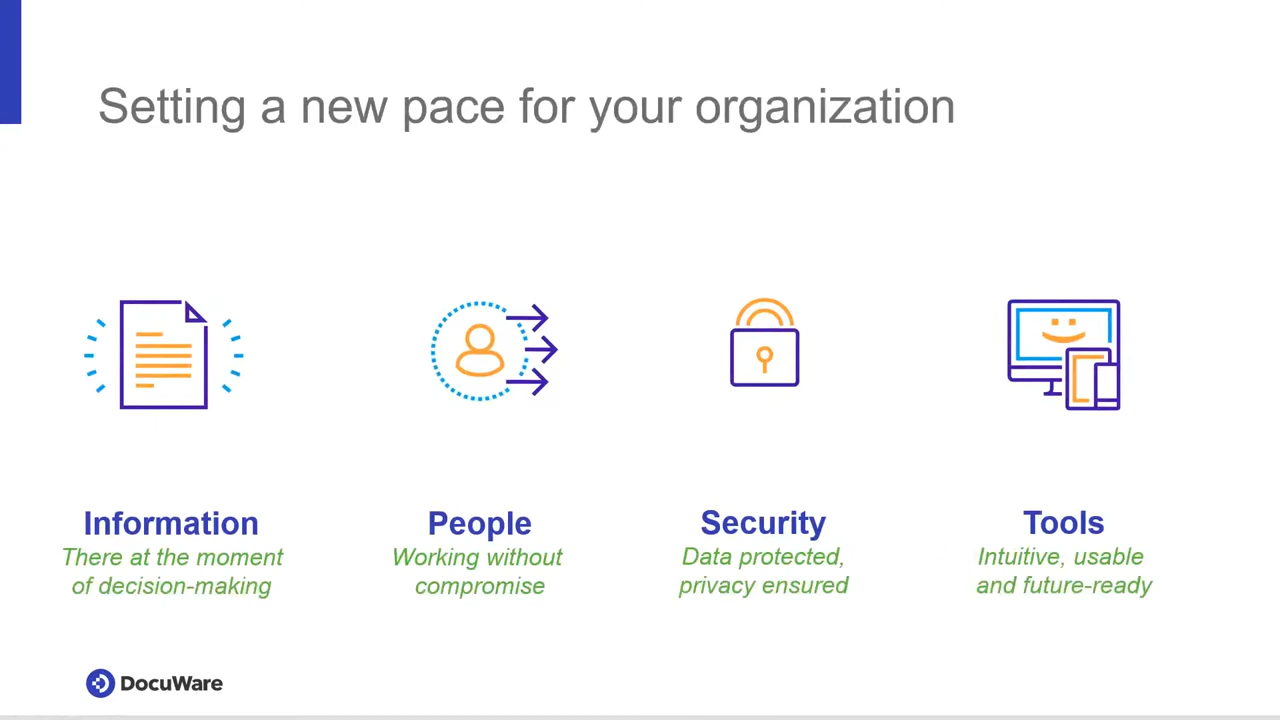 Setting a new pace for your organization
Information
There at the moment
of decision-making
People
Working without
compromise
Security
Data protected,
privacy ensured
Tools
Intuitive, usable
and future-ready
DocuWare